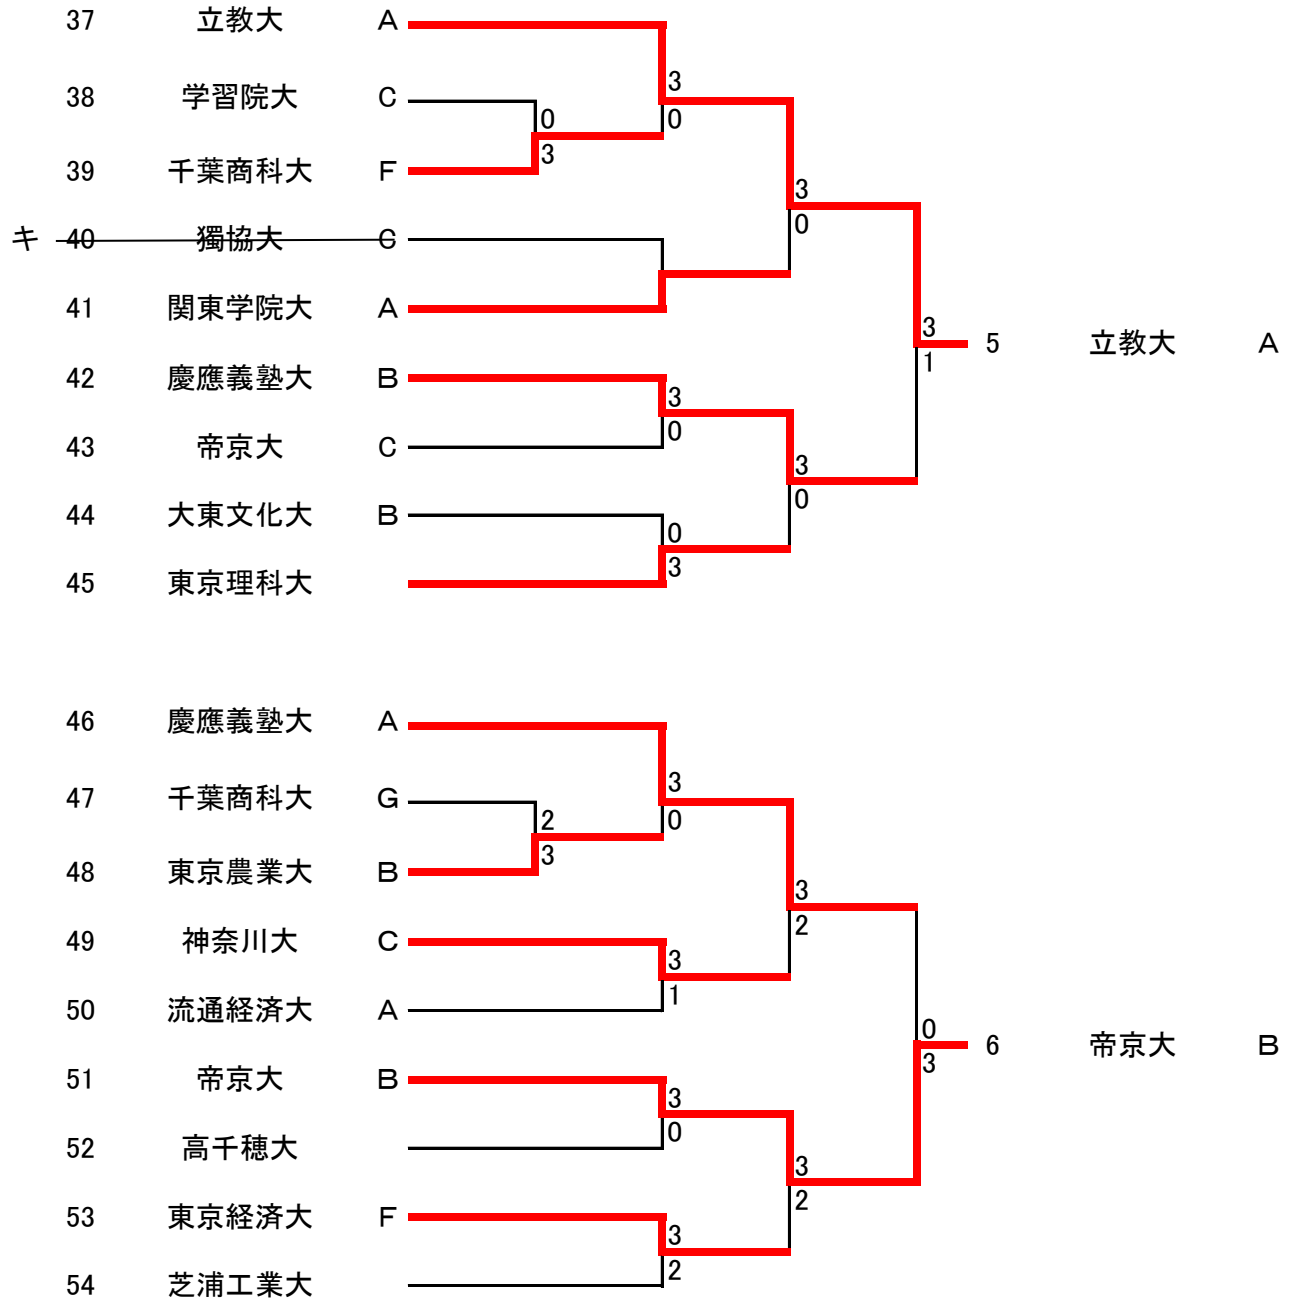 37 立教大 A
3
38 学習院大 C
0
0
3
39 千葉商科大 F
3
0
キ 40 獨協大 C
41 関東学院大 A
3
5 立教大 A
1
42 慶應義塾大 B
3
0
43 帝京大 C
3
0
44 大東文化大 B
0
3
45 東京理科大
46 慶應義塾大 A
3
47 千葉商科大 G
2
0
3
48 東京農業大 B
3
2
49 神奈川大 C
3
1
50 流通経済大 A
0
6 帝京大 B
3
51 帝京大 B
3
0
52 高千穂大
3
2
53 東京経済大 F
3
2
54 芝浦工業大